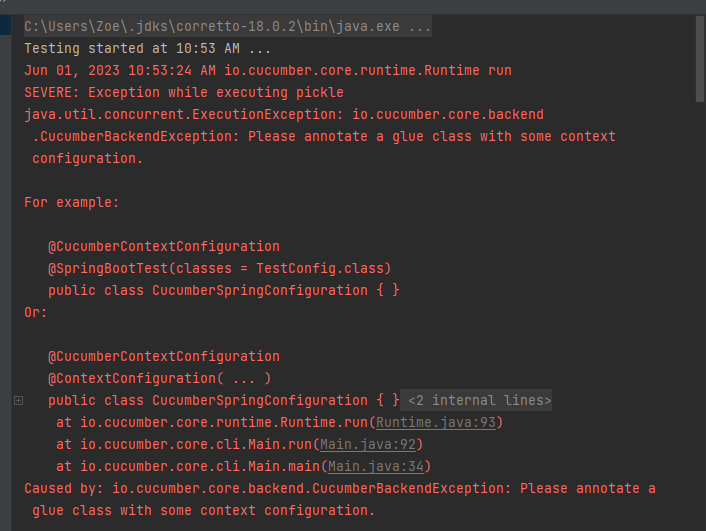 C:\Users\Zoe\.jdks\corretto-18.0.2\bin\java.exe ...
Testing started at 10:53 AM ...
Jun 01, 2023 10:53:24 AM io.cucumber.core.runtime.Runtime run
SEVERE: Exception while executing pickle
java.util.concurrent.ExecutionException: io.cucumber.core.backend
.CucumberBackendException: Please annotate a glue class with some context
configuration.
For example:
@CucumberContextConfiguration
@SpringBootTest(classes = TestConfig.class)
public class CucumberSpringConfiguration { }
Or:
@CucumberContextConfiguration
@ContextConfiguration( ... )
public class CucumberSpringConfiguration { } <2 internal lines>
at io.cucumber.core.runtime.Runtime.run(Runtime.java:93)
at io.cucumber.core.cli.Main.run(Main.java:92)
at io.cucumber.core.cli.Main.main(Main.java:34)
Caused by: io.cucumber.core.backend.CucumberBackendException: Please annotate a
glue class with some context configuration.